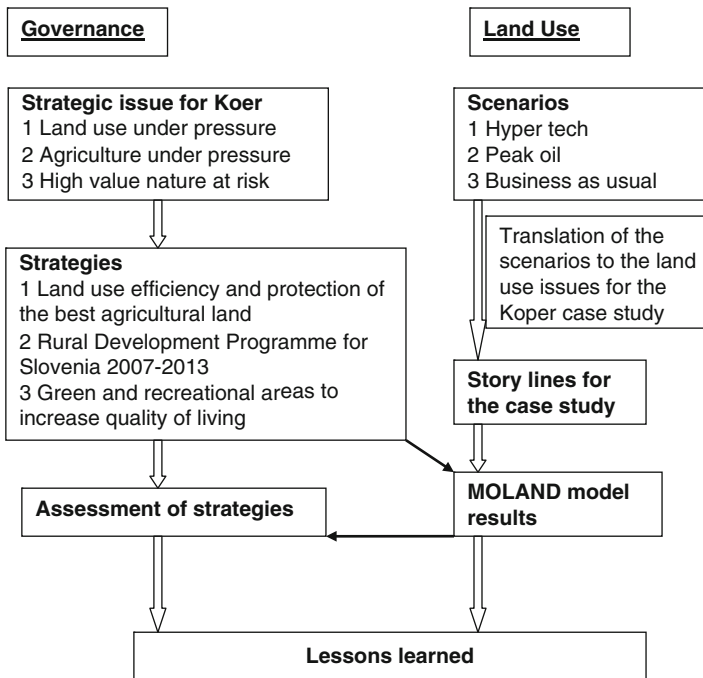 Governance
Strategic issue for Koer
1 Land use under pressure
2 Agriculture under pressure
3 High value nature at risk
Strategies
1 Land use efficiency and protection of
the best agricultural land
2 Rural Development Programme for
Slovenia 2007-2013
3 Green and recreational areas to
increase quality of living
Assessment of strategies
Land Use
Scenarios
1 Hyper tech
2 Peak oil
3 Business as usual
Translation of the
scenarios to the land
use issues for the
Koper case study
Story lines for
the case study
MOLAND model
results
Lessons learned